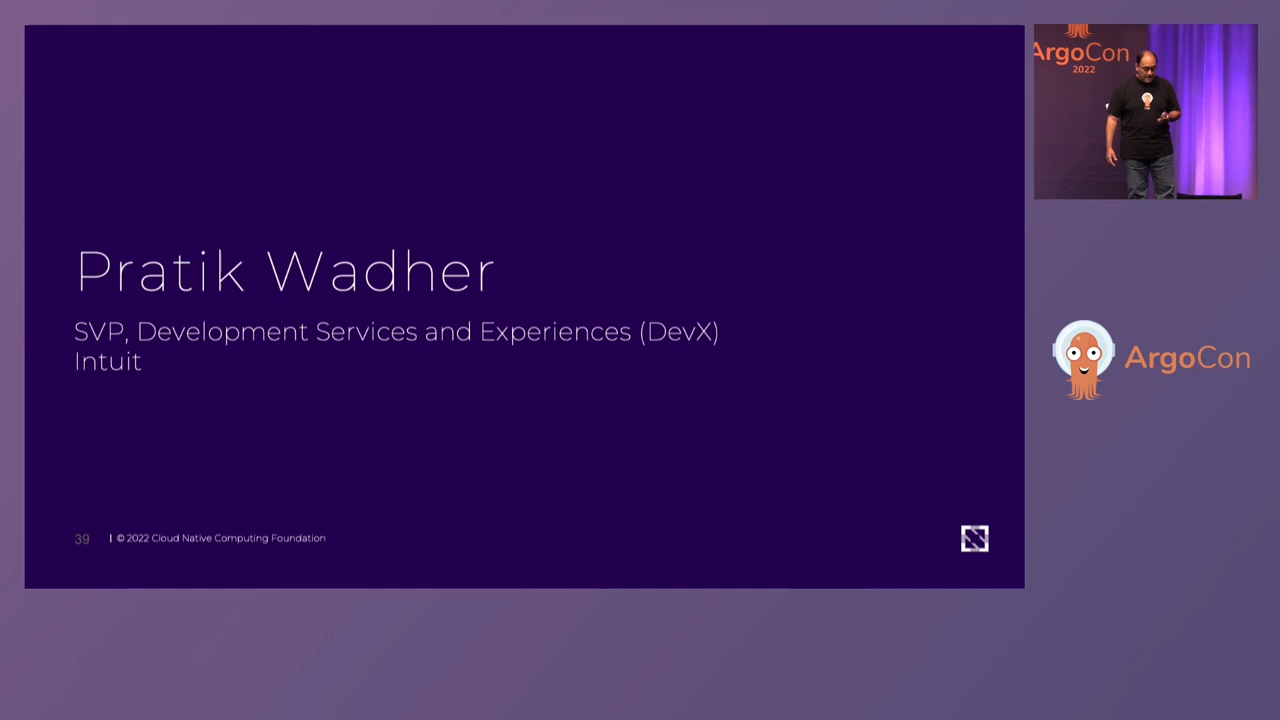 Pratik Wadher
SVP, Development Services and Experiences (DevX)
Intuit
39 | © 2022 Cloud Native Computing Foundation
ArgoCon
2022
ArgoCon